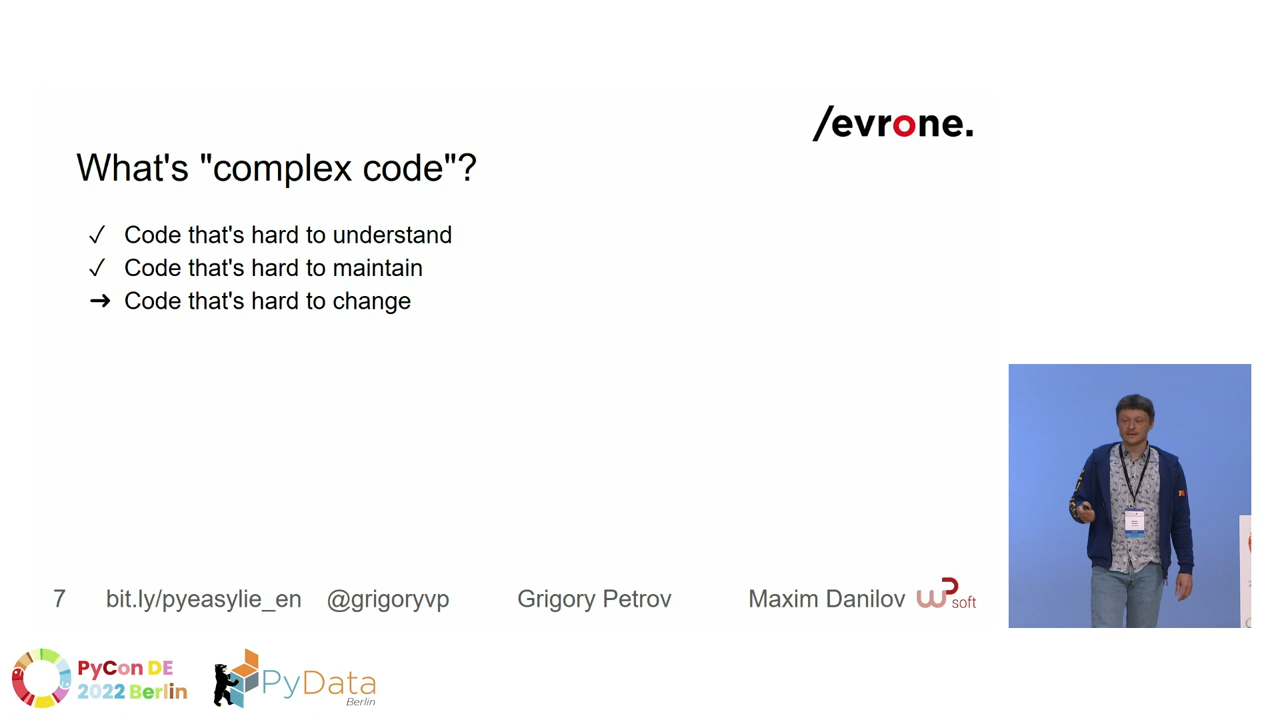 /evrone.
What's "complex code"?
✓ Code that's hard to understand
✓ Code that's hard to maintain
➔ Code that's hard to change
7 bit.ly/pyeasylie_en @grigoryvp Grigory Petrov Maxim Danilov wP soft
PyCon DE
2022 Berlin
PyData
Berlin